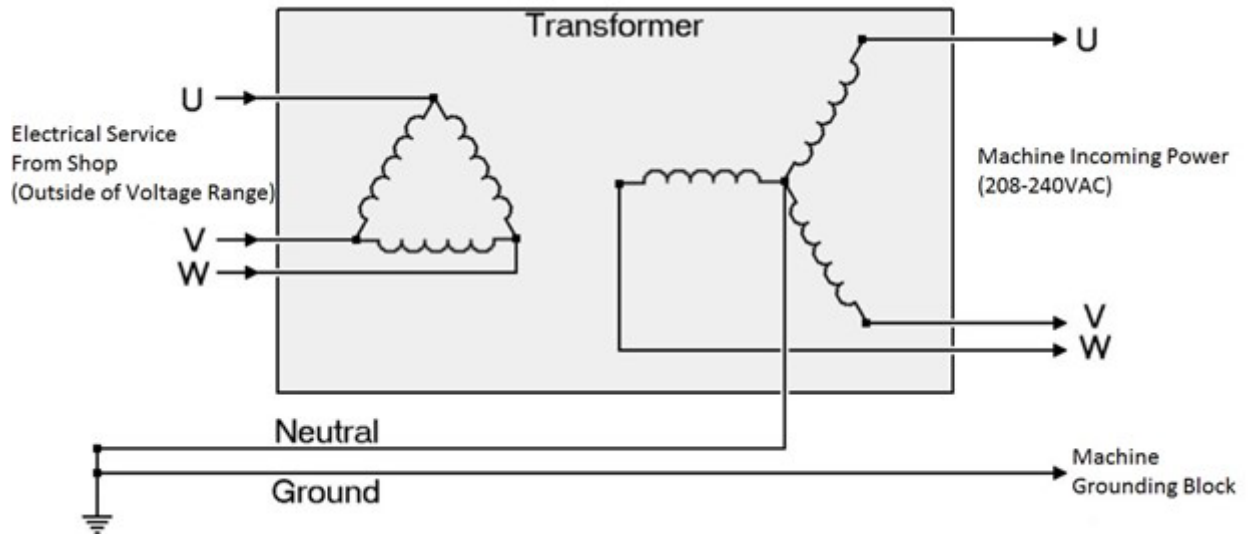 Transformer
U
Electrical Service
From Shop
(Outside of Voltage Range)
V
W
U
Machine Incoming Power
(208-240VAC)
V
W
Neutral
Ground
Machine
Grounding Block